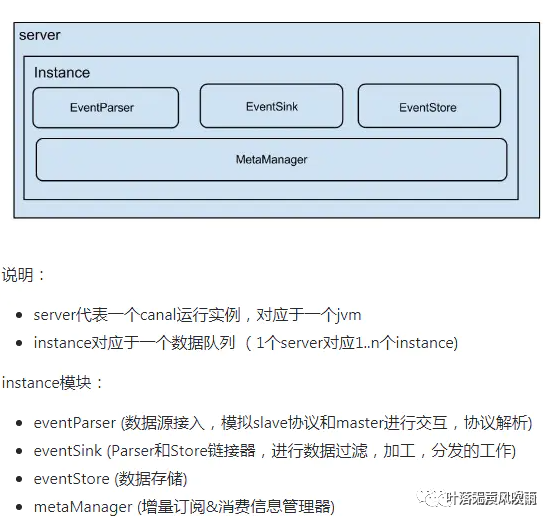 server
Instance
EventParser
EventSink
EventStore
MetaManager
说明：
server代表一个canal运行实例，对应于一个jvm
instance对应于一个数据队列 （1个server对应1..n个instance)
instance模块：
eventParser (数据源接入，模拟slave协议和master进行交互，协议解析)
eventSink (Parser和Store链接器，进行数据过滤，加工，分发的工作)
eventStore (数据存储)
metaManager (增量订阅&消费信息管理器)